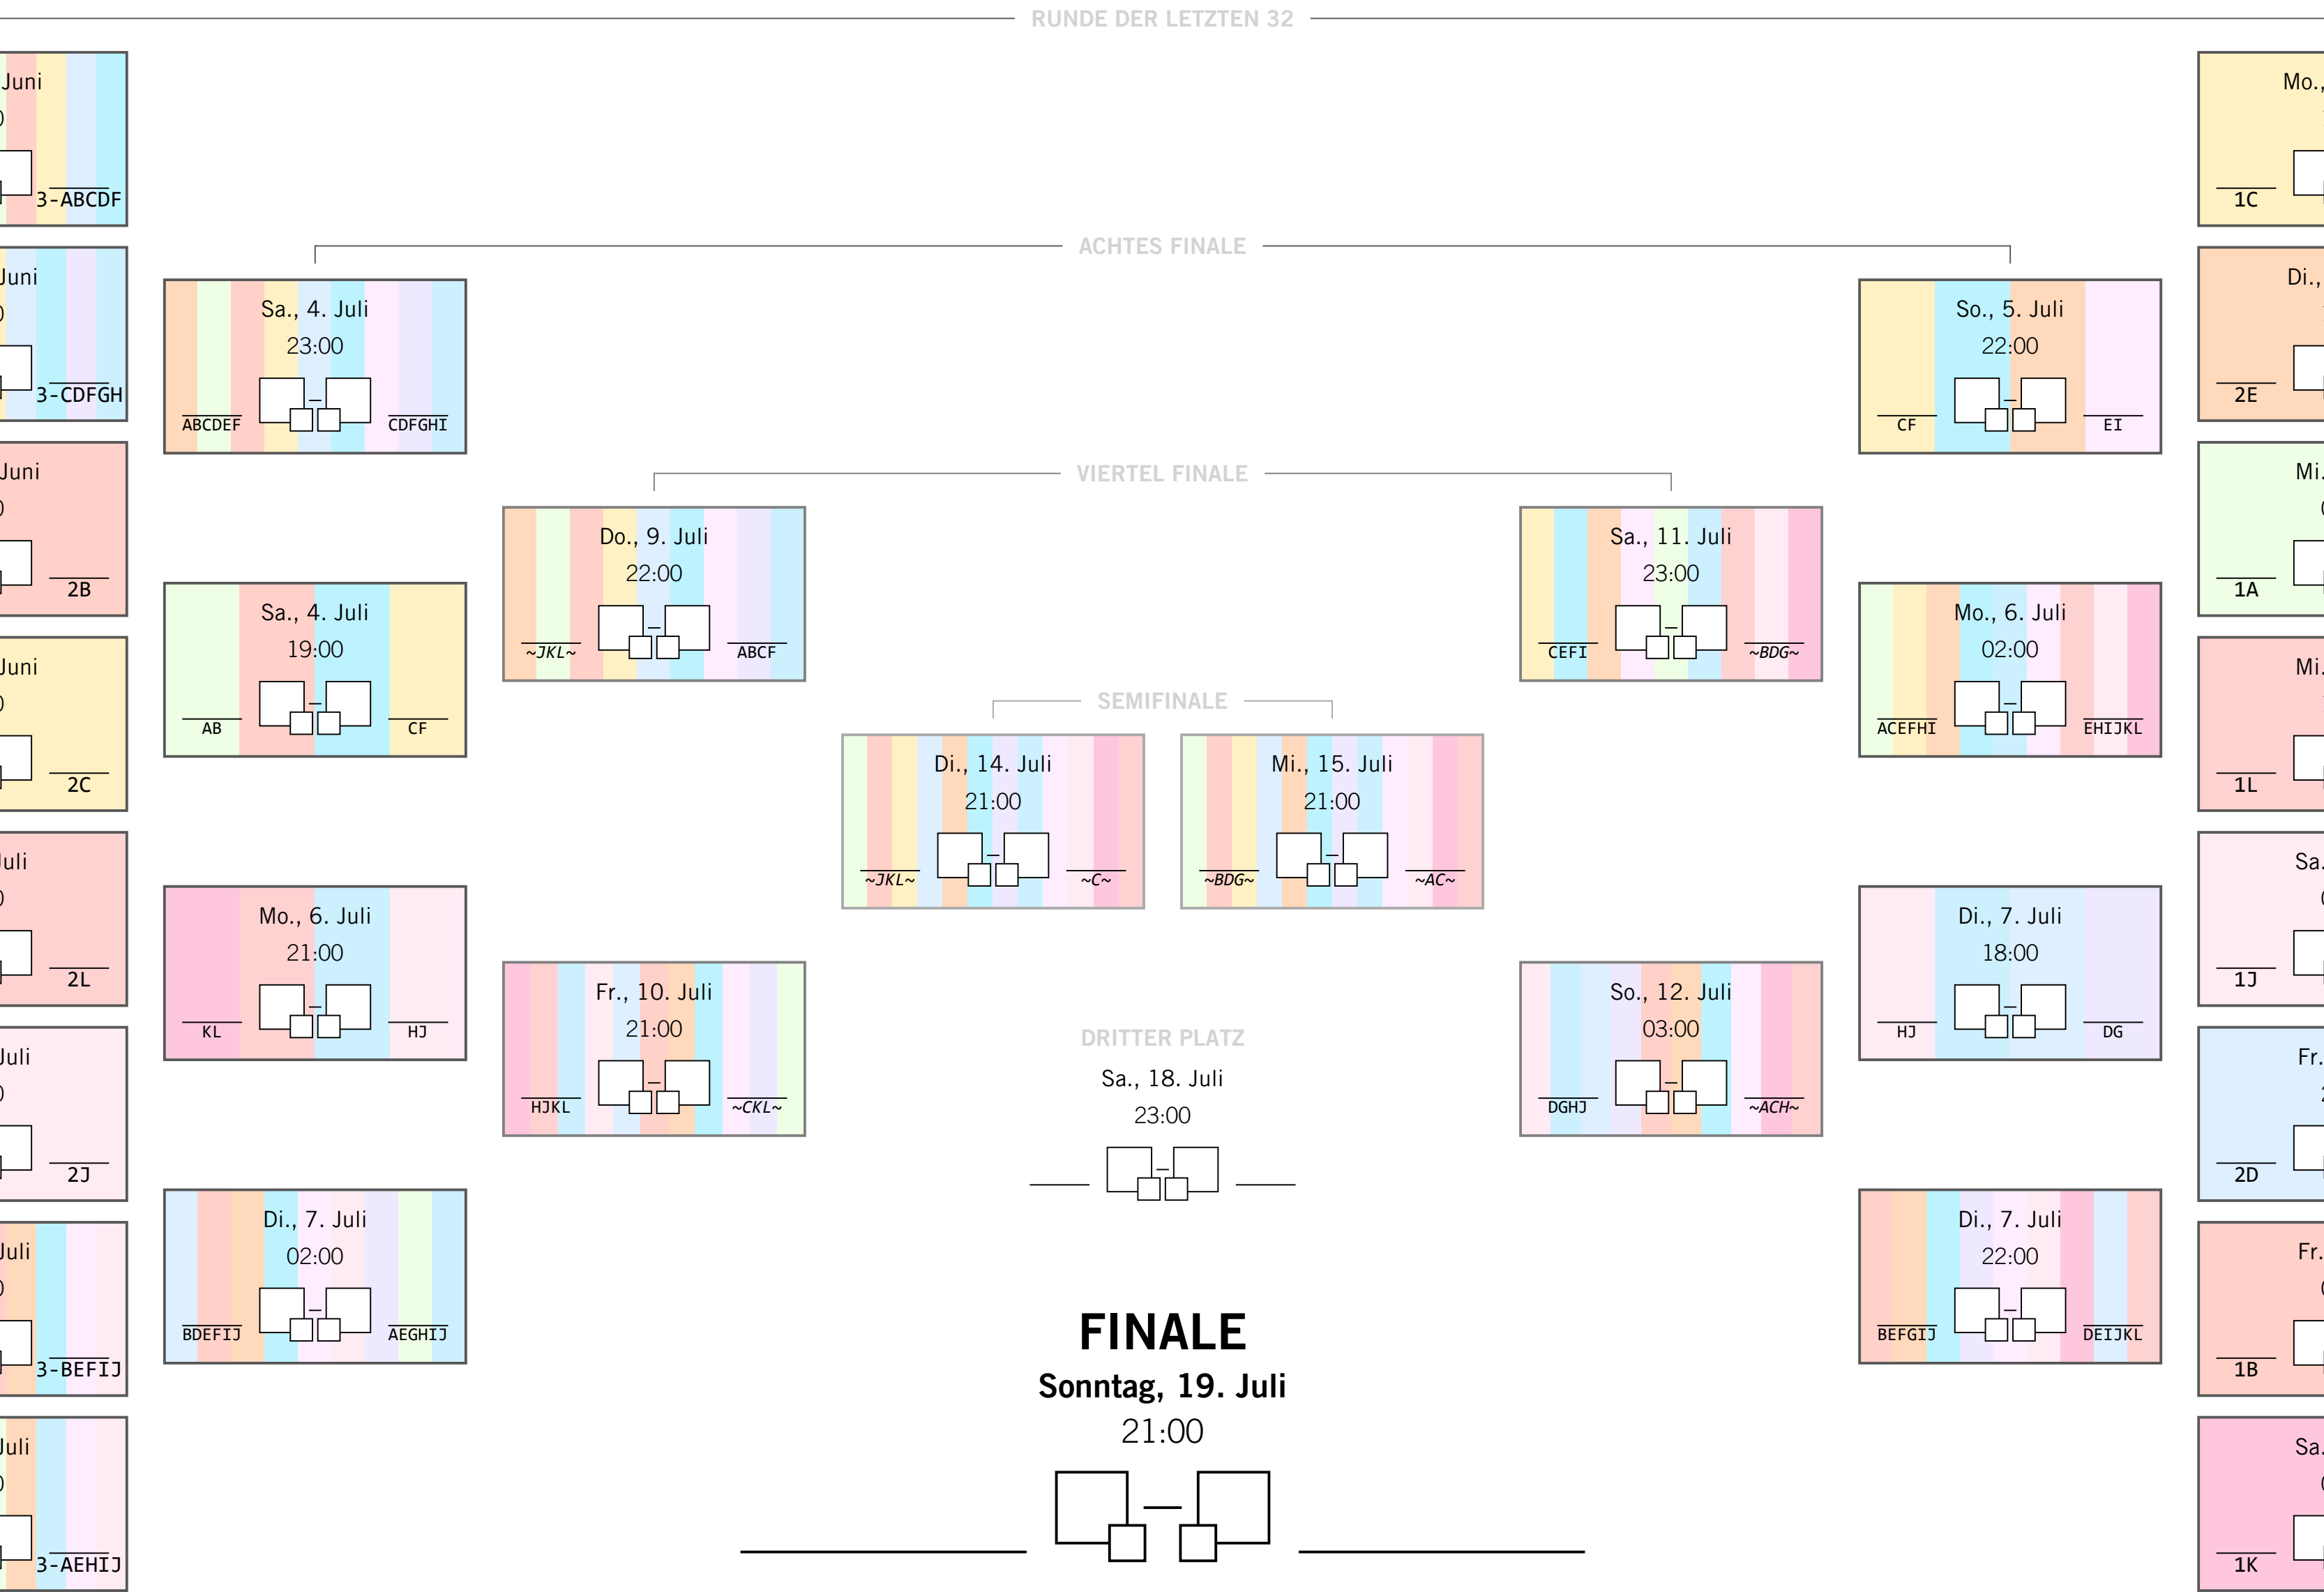 RUNDE DER LETZTEN 32
Juni
3-ABCDF
Juni
3-CDFGH
Juni
2B
Juni
2C
Juli
2L
Juli
2J
Juli
3-BEFIJ
Juli
3-AEHIJ
ACHTES FINALE
Sa., 4. Juli
23:00
–
ABCDEF CDFGHI
Sa., 4. Juli
19:00
–
AB CF
Mo., 6. Juli
21:00
–
KL HJ
Di., 7. Juli
02:00
–
BDEFIJ AEGHIJ
VIERTEL FINALE
Do., 9. Juli
22:00
–
~JKL~ ABCF
Fr., 10. Juli
21:00
–
HJKL ~CKL~
SEMIFINALE
Di., 14. Juli
21:00
–
~JKL~ ~C~
Mi., 15. Juli
21:00
–
~BDG~ ~AC~
DRITTER PLATZ
Sa., 18. Juli
23:00
–
FINALE
Sonntag, 19. Juli
21:00
—
Sa., 11. Juli
23:00
–
CEFI ~BDG~
So., 12. Juli
03:00
–
DGHJ ~ACH~
So., 5. Juli
22:00
–
CF EI
Mo., 6. Juli
02:00
–
ACEFHI EHIJKL
Di., 7. Juli
18:00
–
HJ DG
Di., 7. Juli
22:00
–
BEFGIJ DEIJKL
Mo.,
1C
Di.,
2E
Mi.
1A
Mi.
1L
Sa.
1J
Fr.
2D
Fr.
1B
Sa.
1K